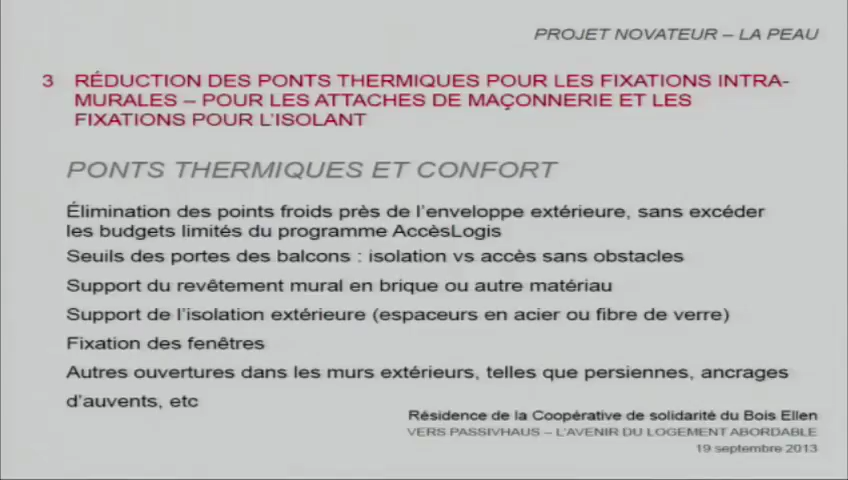 PROJET NOVATEUR – LA PEAU
3 RÉDUCTION DES PONTS THERMIQUES POUR LES FIXATIONS INTRA-
MURALES – POUR LES ATTACHES DE MAÇONNERIE ET LES
FIXATIONS POUR L'ISOLANT
PONTS THERMIQUES ET CONFORT
Élimination des points froids près de l'enveloppe extérieure, sans excéder
les budgets limités du programme AccèsLogis
Seuils des portes des balcons : isolation vs accès sans obstacles
Support du revêtement mural en brique ou autre matériau
Support de l'isolation extérieure (espaceurs en acier ou fibre de verre)
Fixation des fenêtres
Autres ouvertures dans les murs extérieurs, telles que persiennes, ancrages
d'auvents, etc
Résidence de la Coopérative de solidarité du Bois Ellen
VERS PASSIVHAUS – L'AVENIR DU LOGEMENT ABORDABLE
19 septembre 2013